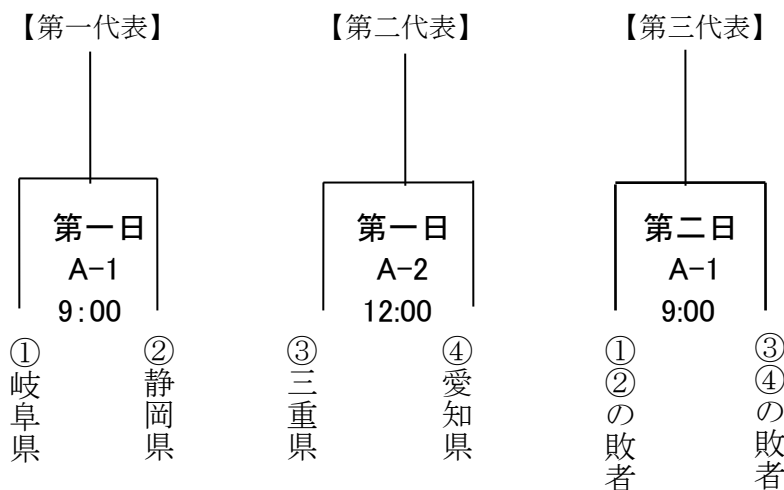 【第一代表】
【第二代表】
【第三代表】
第一日
A-1
9:00
第一日
A-2
12:00
第二日
A-1
9:00
①岐阜県
②静岡県
③三重県
④愛知県
①②の敗者
③④の敗者